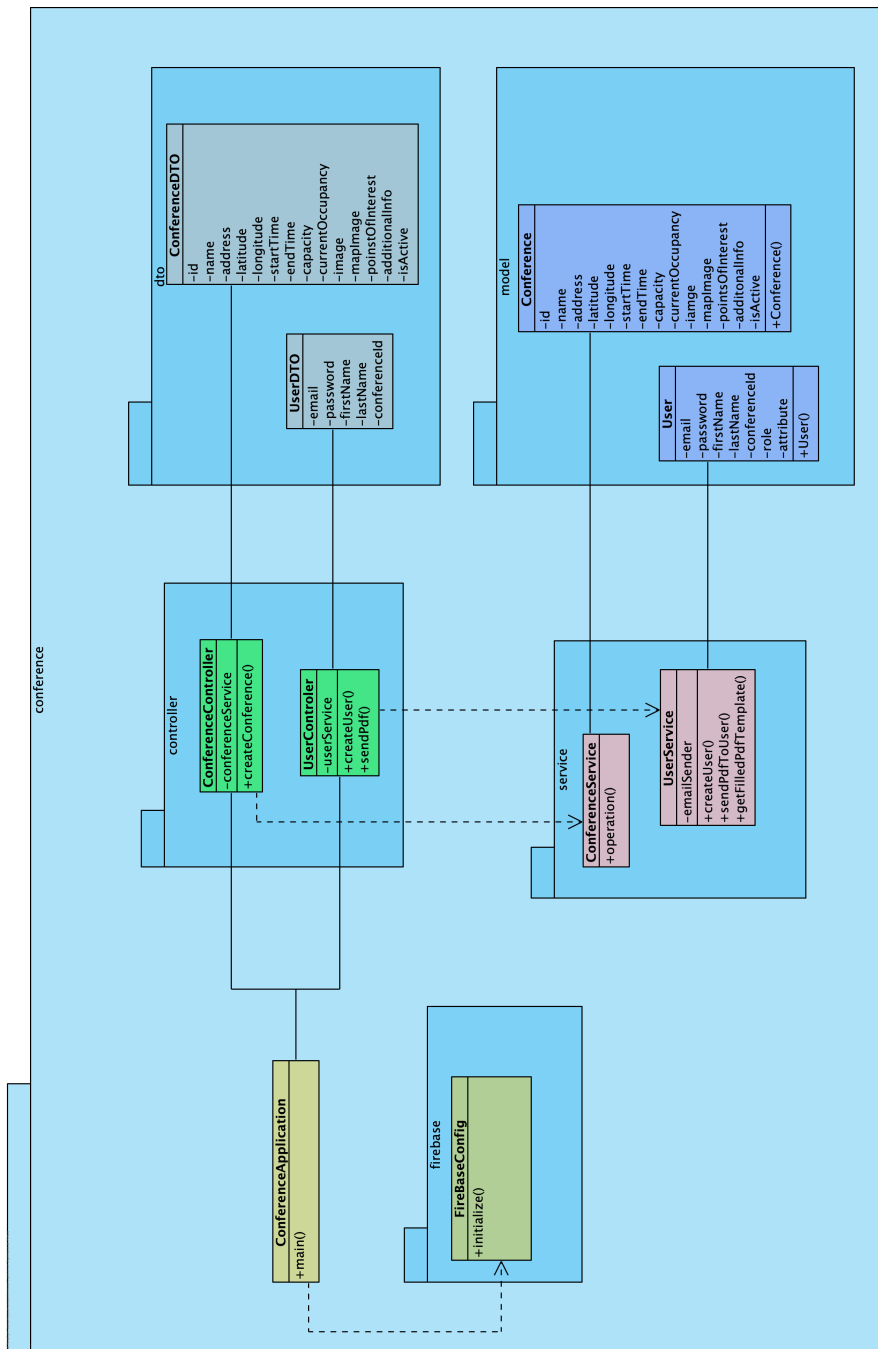 conference
ConferenceApplication
+main()
firebase
FireBaseConfig
+initialize()
controller
ConferenceController
-conferenceService
+createConference()
UserControler
-userService
+createUser()
+sendPdf()
service
ConferenceService
+operation()
UserService
-emailSender
+createUser()
+sendPdfToUser()
+getFilledPdfTemplate()
dto
UserDTO
-email
-password
-firstName
-lastName
-conferenceId
ConferenceDTO
-id
-name
-address
-latitude
-longitude
-startTime
-endTime
-capacity
-currentOccupancy
-image
-mapImage
-poinstOfInterest
-additionalInfo
-isActive
model
User
-email
-password
-firstName
-lastName
-conferenceId
-role
-attribute
+User()
Conference
-id
-name
-address
-latitude
-longitude
-startTime
-endTime
-capacity
-currentOccupancy
-iamge
-mapImage
-pointsOfInterest
-additonalInfo
-isActive
+Conference()